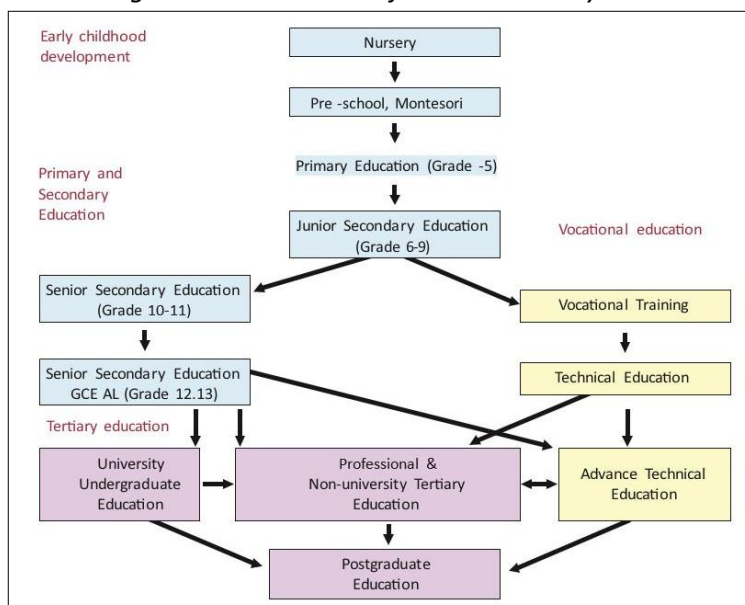 Early childhood
development
Nursery
Pre -school, Montesori
Primary and
Secondary
Education
Primary Education (Grade -5)
Junior Secondary Education
(Grade 6-9)
Vocational education
Senior Secondary Education
(Grade 10-11)
Vocational Training
Senior Secondary Education
GCE AL (Grade 12.13)
Technical Education
Tertiary education
University
Undergraduate
Education
Professional &
Non-university Tertiary
Education
Advance Technical
Education
Postgraduate
Education